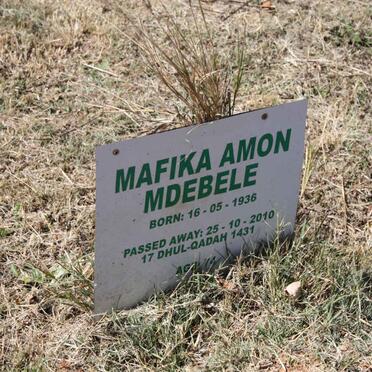 MAFIKA AMON
MDEBELE
BORN: 16 - 05 - 1936
PASSED AWAY: 25 - 10 - 2010
17 DHUL-QADAH 1431